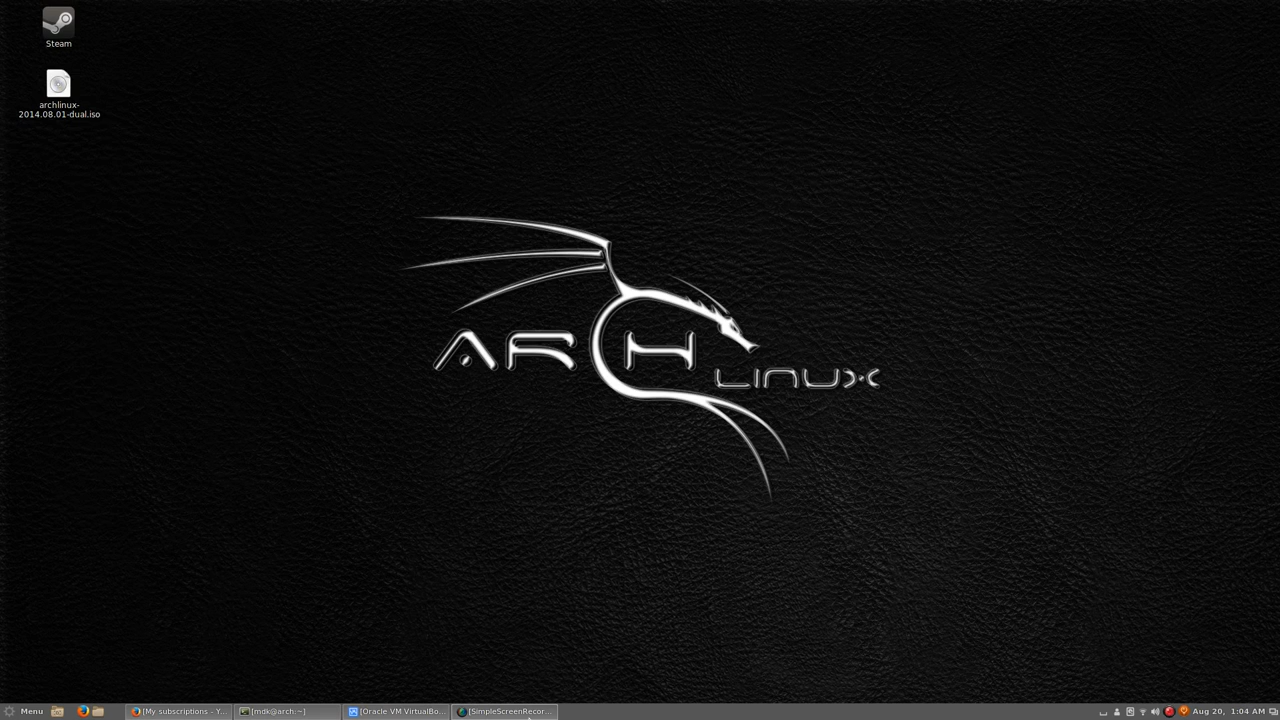 Steam
archlinux-
2014.08.01-dual.iso
ARCH
LINUX
Menu
[My subscriptions - Y...
[mdk@arch:~]
[Oracle VM VirtualBo...
[SimpleScreenRecor...
Aug 20, 1:04 AM